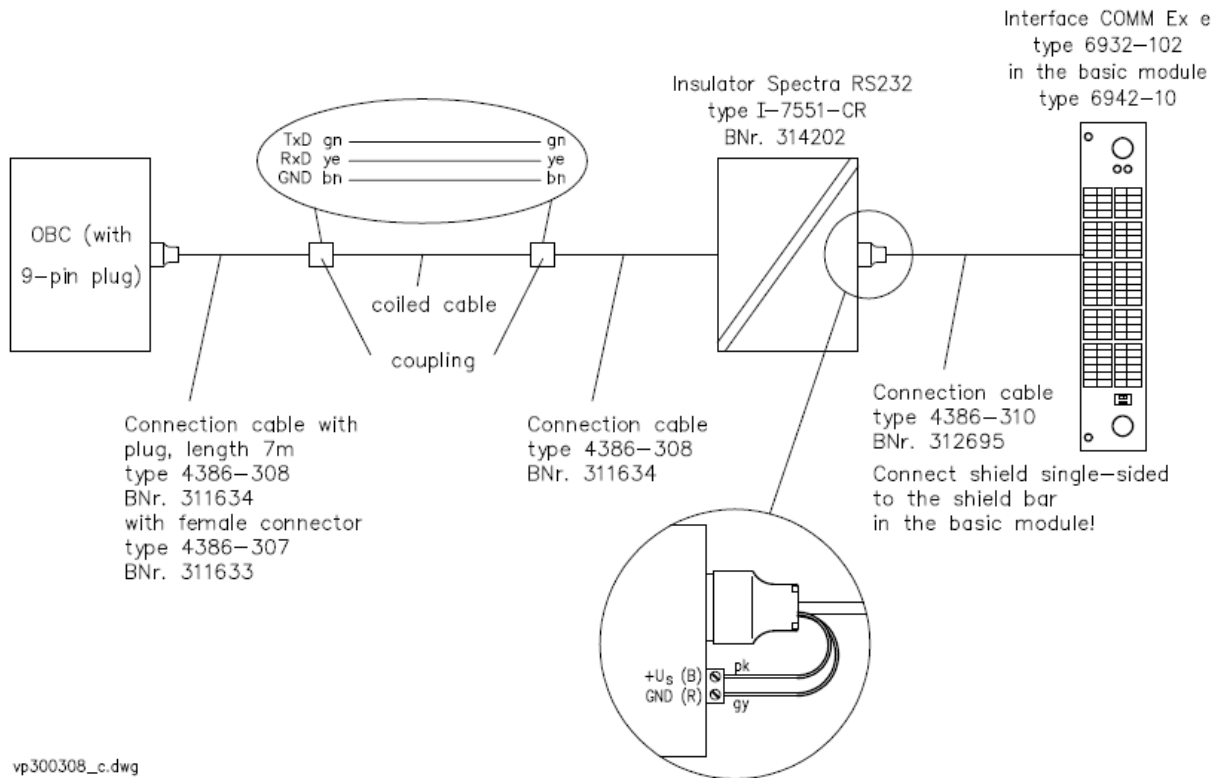 Interface COMM Ex e
type 6932-102
in the basic module
type 6942-10
Insulator Spectra RS232
type I-7551-CR
BNr. 314202
TxD gn gn
RxD ye ye
GND bn bn
OBC (with
9-pin plug)
coiled cable
coupling
Connection cable with
plug, length 7m
type 4386-308
BNr. 311634
with female connector
type 4386-307
BNr. 311633
Connection cable
type 4386-308
BNr. 311634
Connection cable
type 4386-310
BNr. 312695
Connect shield single-sided
to the shield bar
in the basic module!
+Us (B) pk
GND (R) gy
vp300308_c.dwg